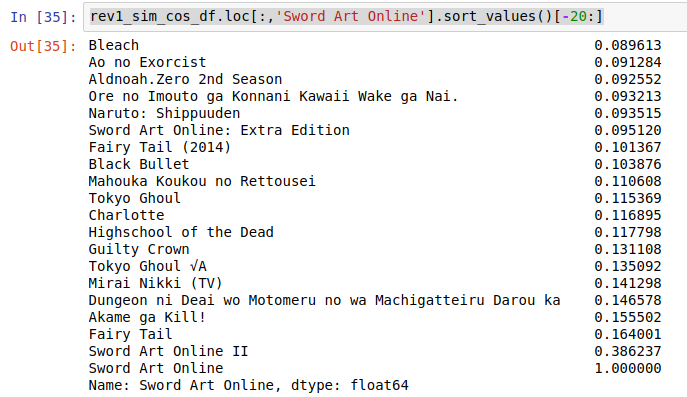 In [35]: rev1_sim_cos_df.loc[:,'Sword Art Online'].sort_values()[-20:]
Out[35]: Bleach 0.089613
Ao no Exorcist 0.091284
Aldnoah.Zero 2nd Season 0.092552
Ore no Imouto ga Konnani Kawaii Wake ga Nai. 0.093213
Naruto: Shippuuden 0.093515
Sword Art Online: Extra Edition 0.095120
Fairy Tail (2014) 0.101367
Black Bullet 0.103876
Mahouka Koukou no Rettousei 0.110608
Tokyo Ghoul 0.115369
Charlotte 0.116895
Highschool of the Dead 0.117798
Guilty Crown 0.131108
Tokyo Ghoul √A 0.135092
Mirai Nikki (TV) 0.141298
Dungeon ni Deai wo Motomeru no wa Machigatteiru Darou ka 0.146578
Akame ga Kill! 0.155502
Fairy Tail 0.164001
Sword Art Online II 0.386237
Sword Art Online 1.000000
Name: Sword Art Online, dtype: float64